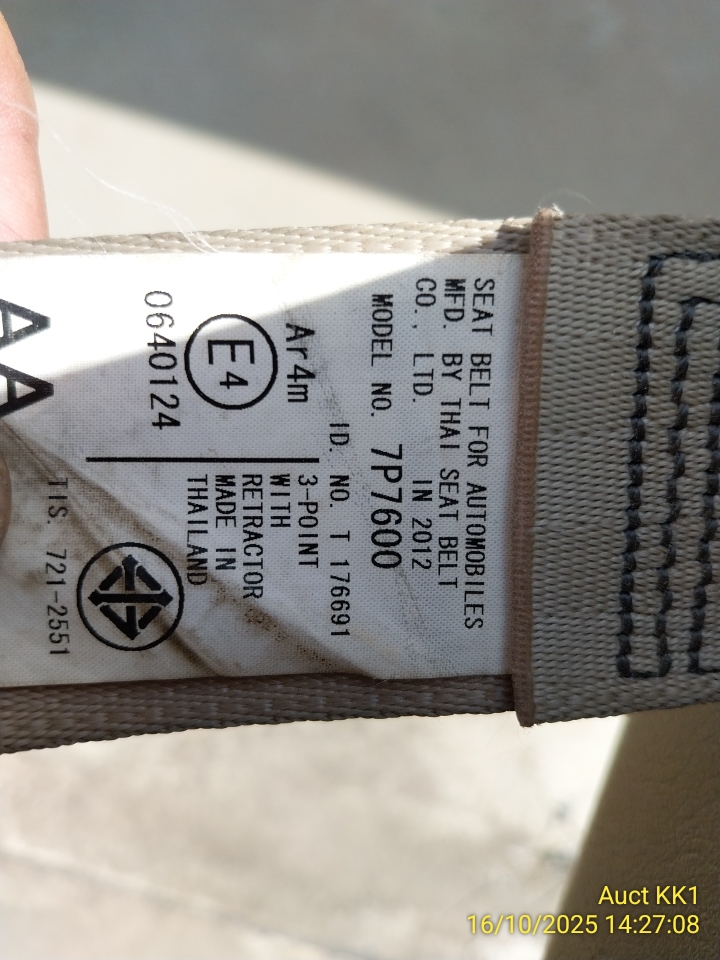 SEAT BELT FOR AUTOMOBILES
MFD. BY THAI SEAT BELT
CO., LTD. IN 2012
MODEL NO. 7P7600
ID. NO. T 176691
Ar4m
E4
0640124
3-POINT
WITH
RETRACTOR
MADE IN
THAILAND
TIS. 721-2551
AA
Auct KK1
16/10/2025 14:27:08